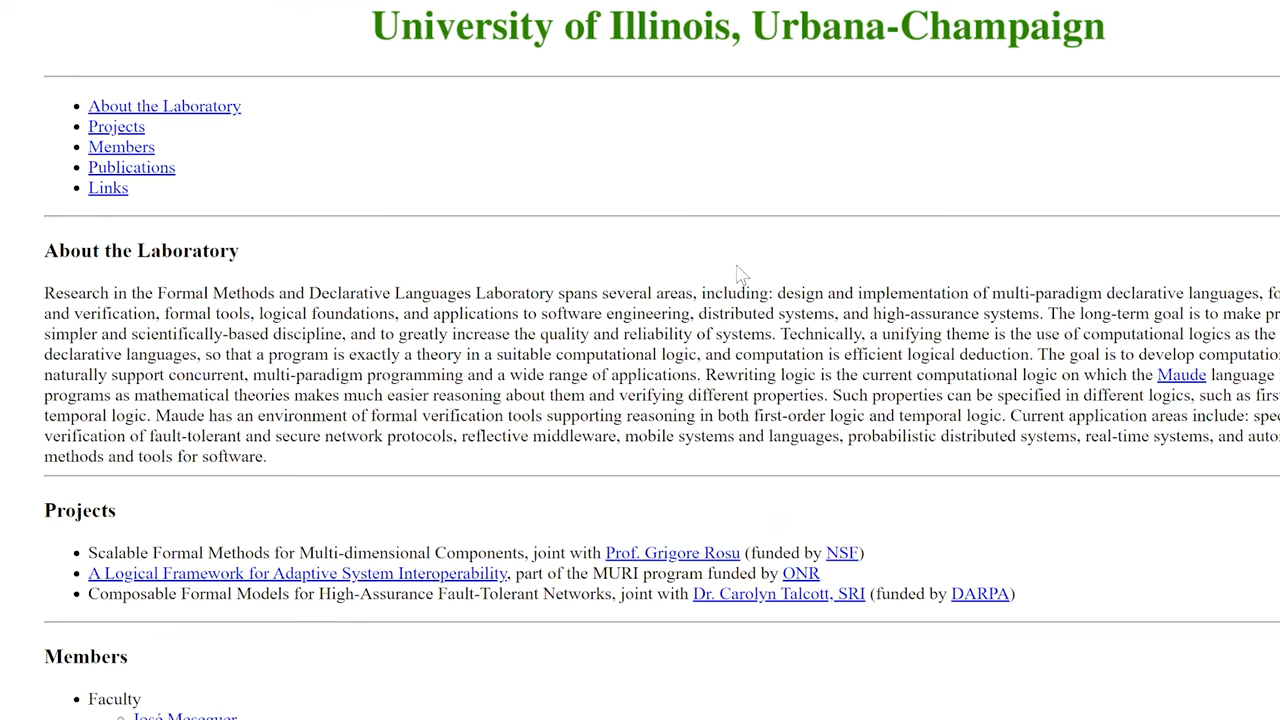 University of Illinois, Urbana-Champaign
About the Laboratory
Projects
Members
Publications
Links
About the Laboratory
Research in the Formal Methods and Declarative Languages Laboratory spans several areas, including: design and implementation of multi-paradigm declarative languages, fo
and verification, formal tools, logical foundations, and applications to software engineering, distributed systems, and high-assurance systems. The long-term goal is to make pr
simpler and scientifically-based discipline, and to greatly increase the quality and reliability of systems. Technically, a unifying theme is the use of computational logics as the
declarative languages, so that a program is exactly a theory in a suitable computational logic, and computation is efficient logical deduction. The goal is to develop computatio
naturally support concurrent, multi-paradigm programming and a wide range of applications. Rewriting logic is the current computational logic on which the Maude language
programs as mathematical theories makes much easier reasoning about them and verifying different properties. Such properties can be specified in different logics, such as firs
temporal logic. Maude has an environment of formal verification tools supporting reasoning in both first-order logic and temporal logic. Current application areas include: spe
verification of fault-tolerant and secure network protocols, reflective middleware, mobile systems and languages, probabilistic distributed systems, real-time systems, and auto
methods and tools for software.
Projects
Scalable Formal Methods for Multi-dimensional Components, joint with Prof. Grigore Rosu (funded by NSF)
A Logical Framework for Adaptive System Interoperability, part of the MURI program funded by ONR
Composable Formal Models for High-Assurance Fault-Tolerant Networks, joint with Dr. Carolyn Talcott, SRI (funded by DARPA)
Members
Faculty
José Meseguer